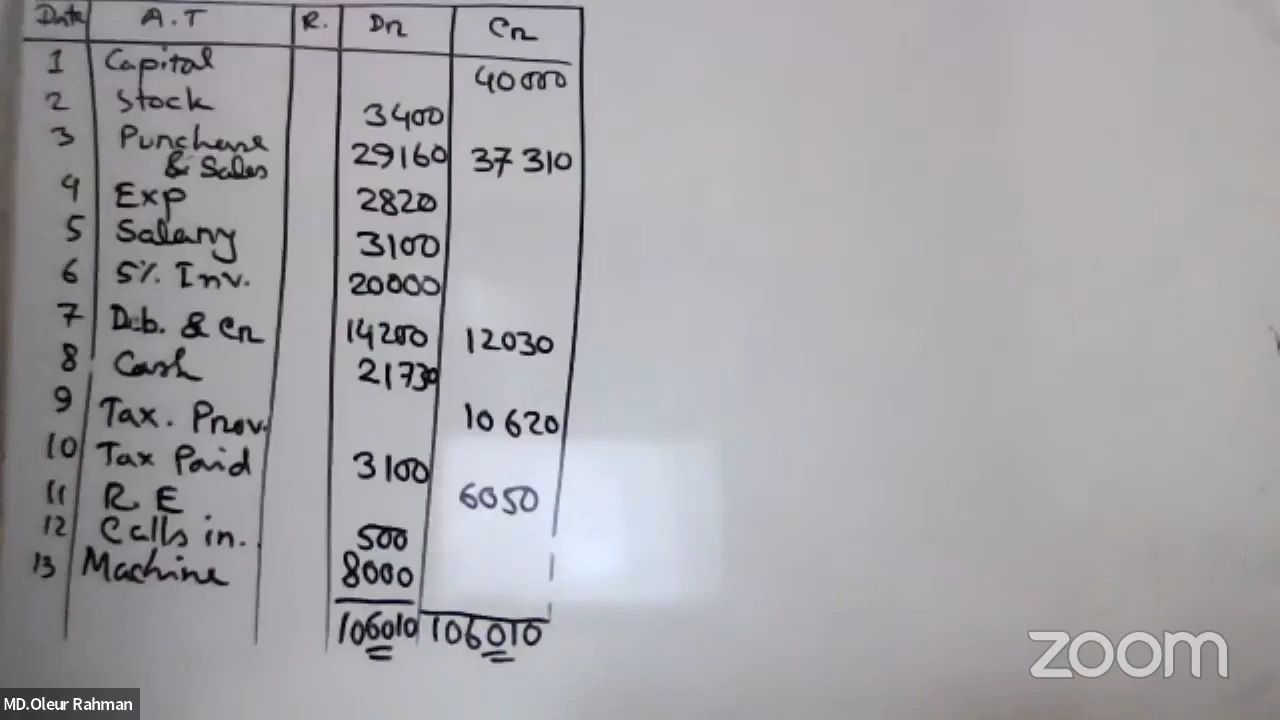 Date A.T R. Dr Cr
1 Capital 40000
2 Stock 3400
3 Purchase 29160 37310
& Sales
4 Exp 2820
5 Salary 3100
6 5% Inv. 20000
7 Deb. & Cr 14200 12030
8 Cash 21730
9 Tax. Prov. 10620
10 Tax Paid 3100
11 R E 6050
12 Calls in. 500
13 Machine 8000
106010 106010
zoom
MD.Oleur Rahman